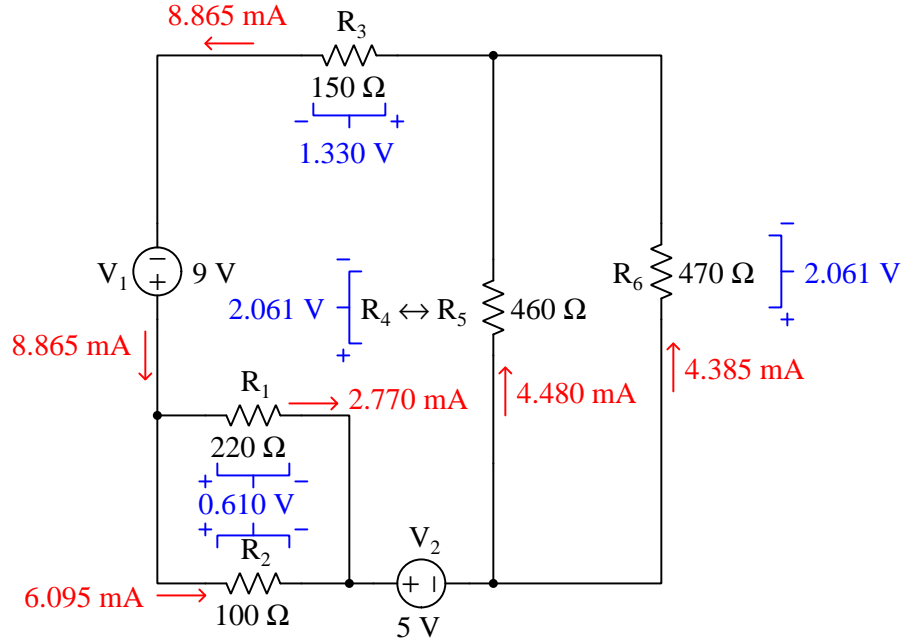 8.865 mA
R₃
150 Ω
− +
1.330 V
V₁ − + 9 V
− 2.061 V +
R₄ ↔ R₅ 460 Ω
R₆ 470 Ω
− 2.061 V +
8.865 mA
R₁ 2.770 mA
4.480 mA
4.385 mA
220 Ω
+ −
0.610 V
+ −
R₂
6.095 mA
100 Ω
V₂
+ −
5 V